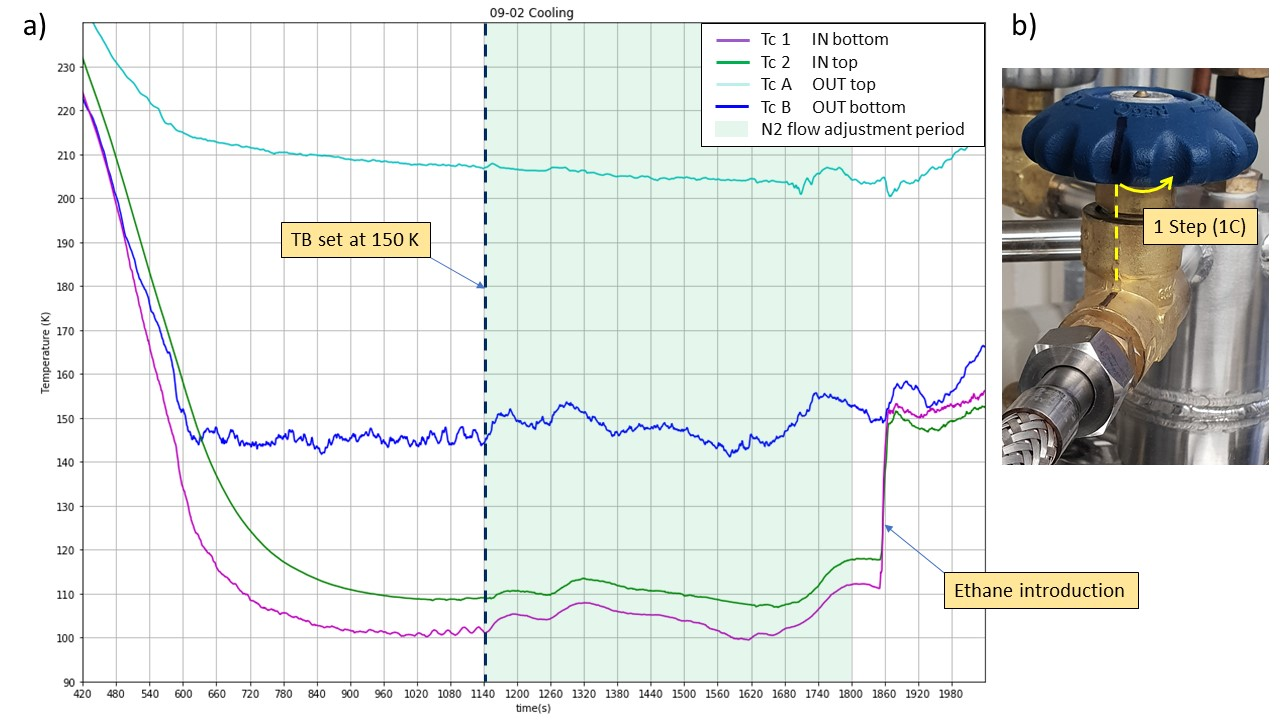 a)
09-02 Cooling
b)
Tc 1 IN bottom
Tc 2 IN top
Tc A OUT top
Tc B OUT bottom
N2 flow adjustment period
TB set at 150 K
1 Step (1C)
Ethane introduction
Temperature (K)
230
220
210
200
190
180
170
160
150
140
130
120
110
100
90
420 480 540 600 660 720 780 840 900 960 1020 1080 1140 1200 1260 1320 1380 1440 1500 1560 1620 1680 1740 1800 1860 1920 1980
time(s)